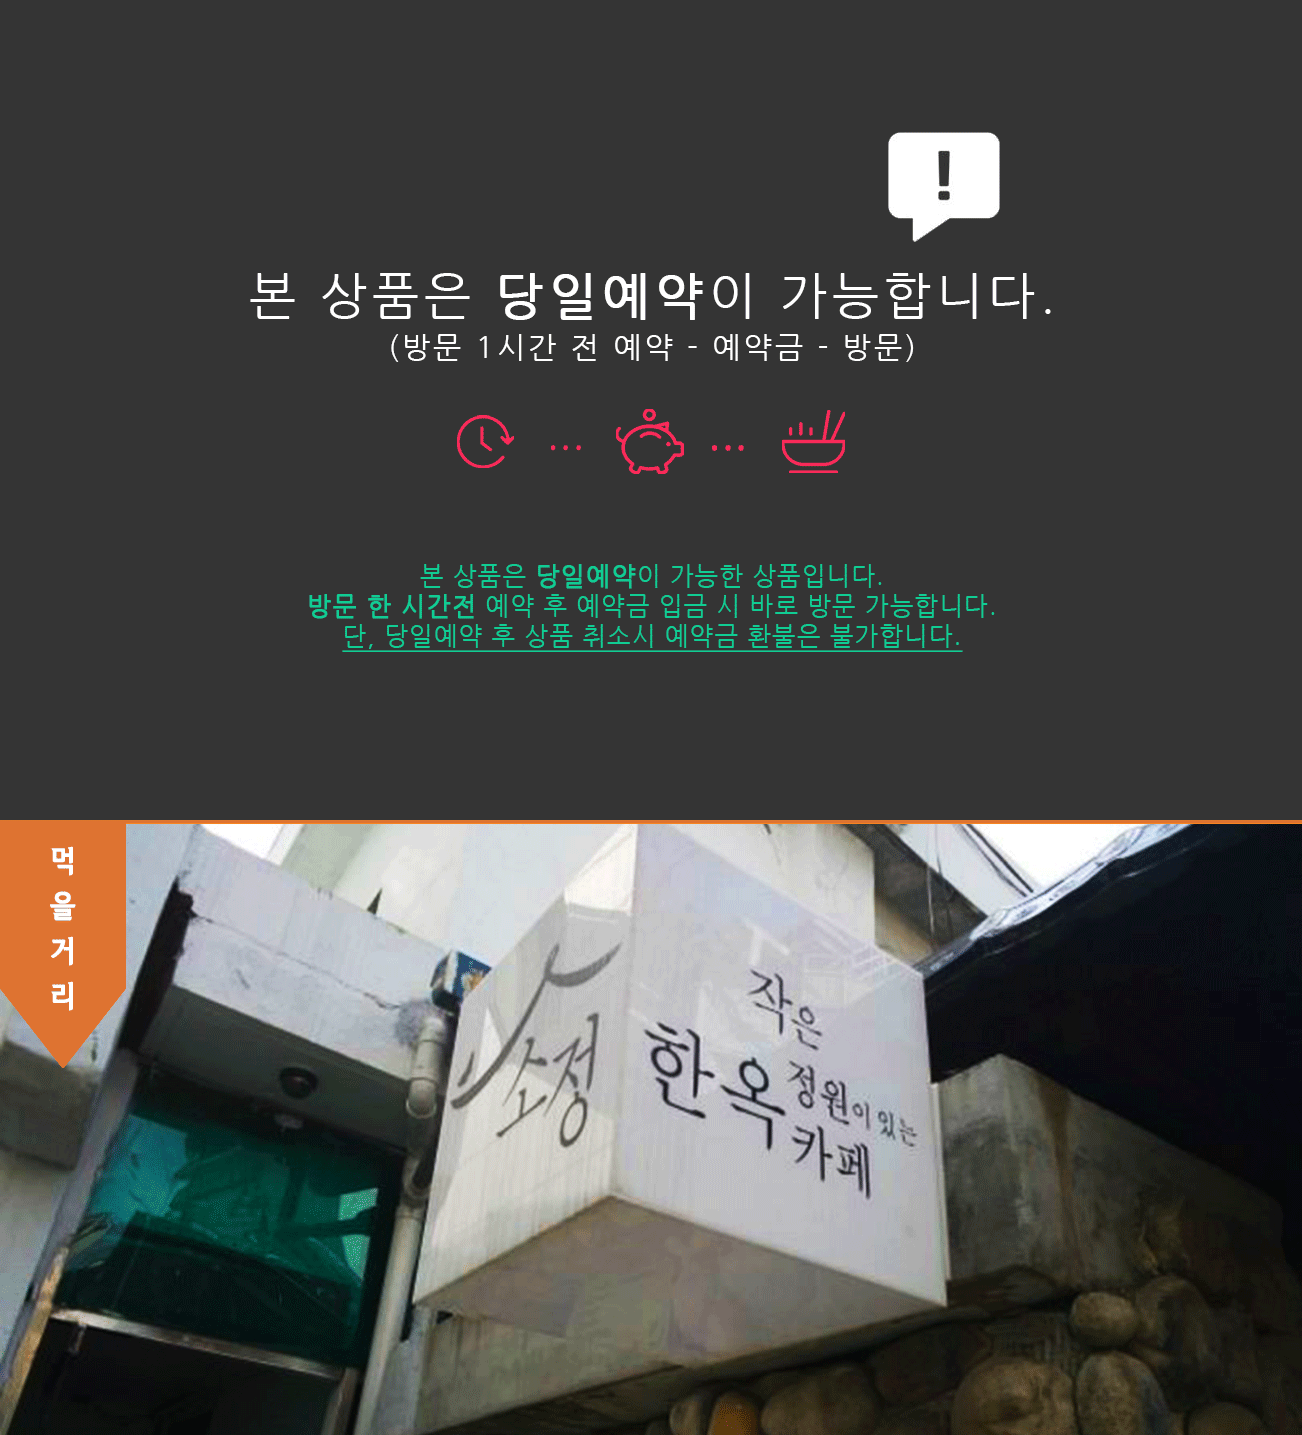 !
본 상품은 당일예약이 가능합니다.
(방문 1시간 전 예약 - 예약금 - 방문)
본 상품은 당일예약이 가능한 상품입니다.
방문 한 시간전 예약 후 예약금 입금 시 바로 방문 가능합니다.
단, 당일예약 후 상품 취소시 예약금 환불은 불가합니다.
먹을거리
소정
작은
한옥
정원이 있는
카페